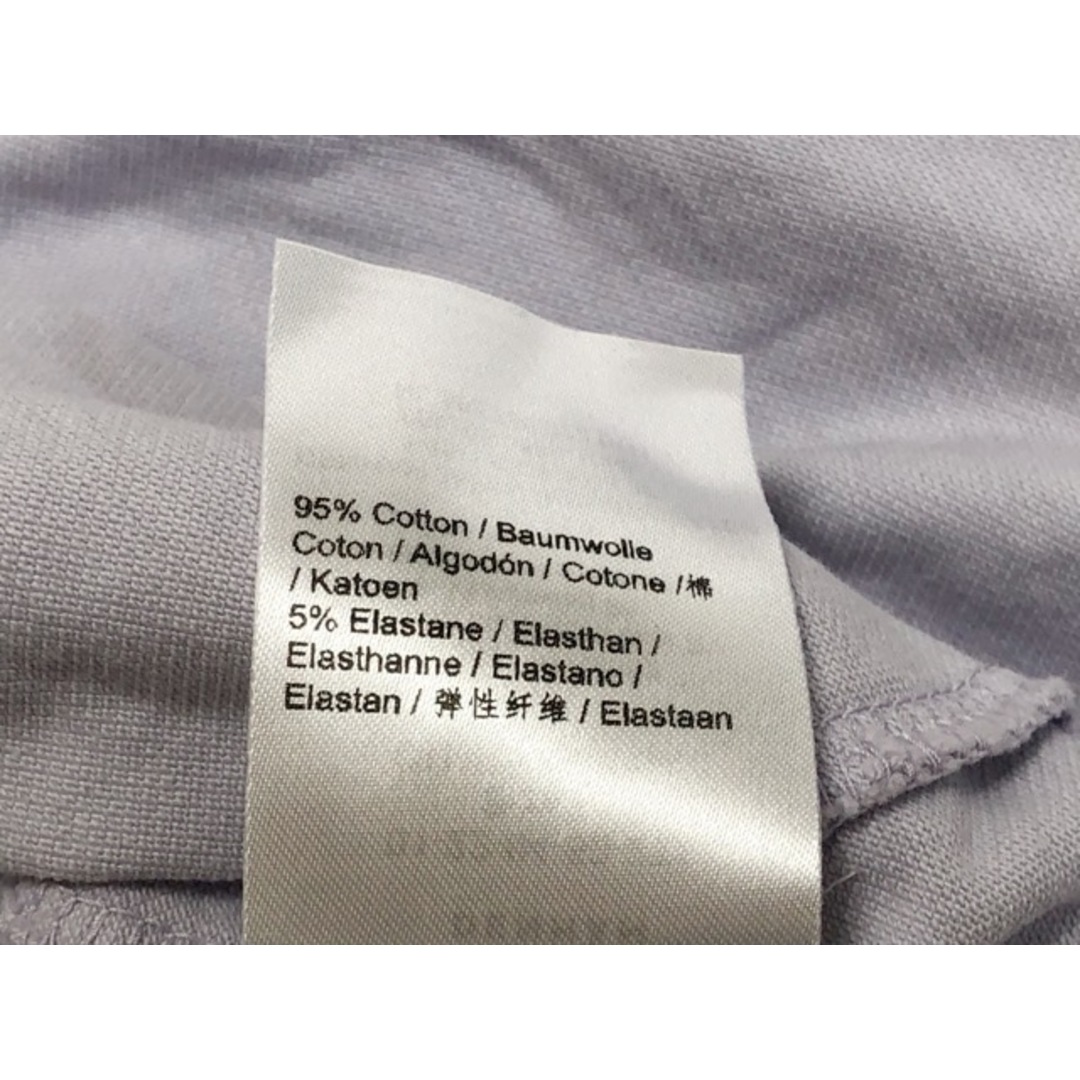 95% Cotton / Baumwolle
Coton / Algodón / Cotone /棉
/ Katoen
5% Elastane / Elasthan /
Elasthanne / Elastano /
Elastan / 弹性纤维 / Elastaan